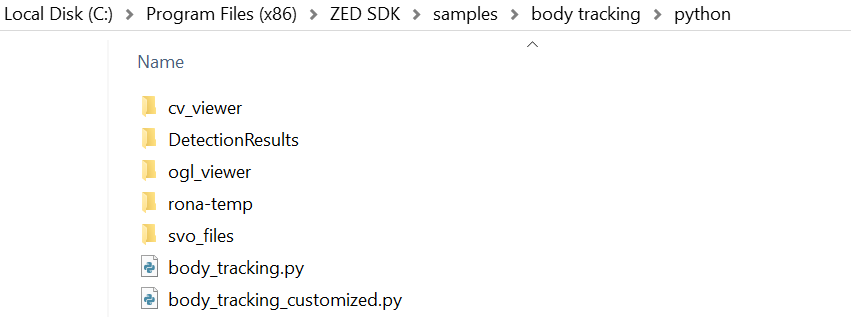 Local Disk (C:) > Program Files (x86) > ZED SDK > samples > body tracking > python
Name
cv_viewer
DetectionResults
ogl_viewer
rona-temp
svo_files
body_tracking.py
body_tracking_customized.py